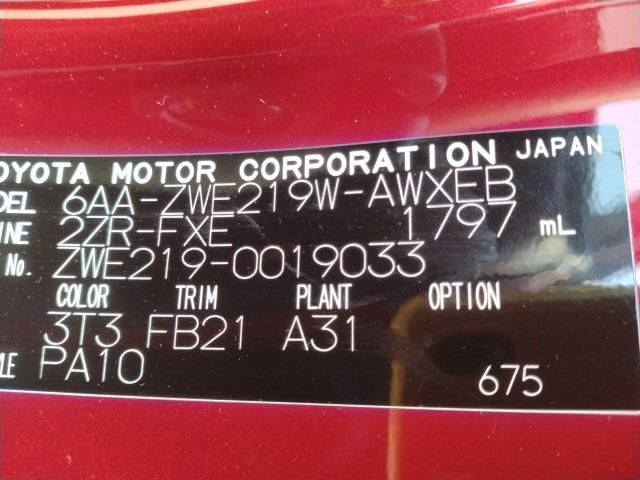 OYOTA MOTOR CORPORATION JAPAN
DEL 6AA-ZWE219W-AWXEB
INE 2ZR-FXE 1797 mL
No. ZWE219-0019033
COLOR TRIM PLANT OPTION
3T3 FB21 A31
LE PA10 675